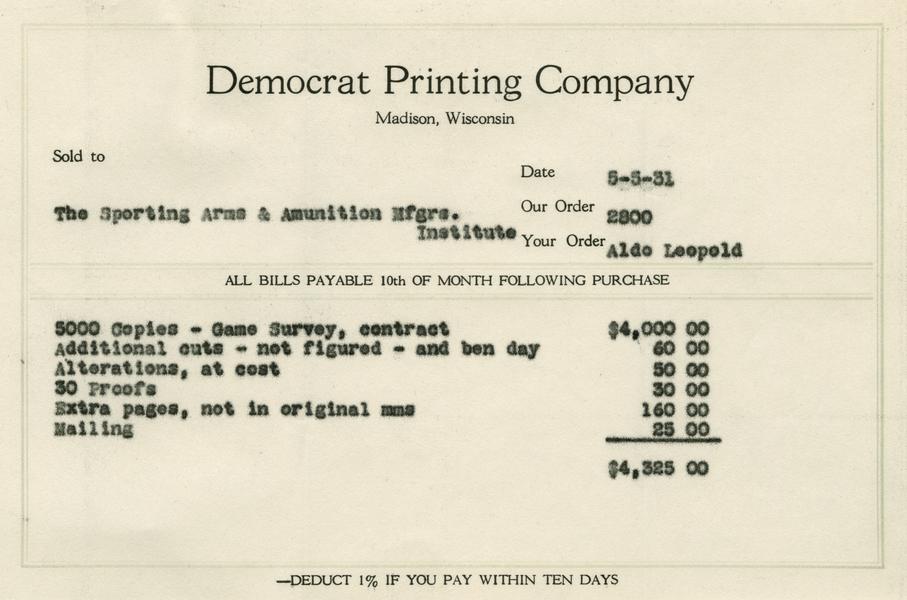 Democrat Printing Company
Madison, Wisconsin
Sold to
Date 5-5-31
The Sporting Arms & Amunition Mfgrs.
Our Order 2800
Institute
Your Order Aldo Leopold
ALL BILLS PAYABLE 10th OF MONTH FOLLOWING PURCHASE
5000 Copies - Game Survey, contract $4,000 00
Additional cuts - not figured - and ben day 60 00
Alterations, at cost 50 00
30 Proofs 30 00
Extra pages, not in original mms 160 00
Mailing 25 00
$4,325 00
—DEDUCT 1% IF YOU PAY WITHIN TEN DAYS